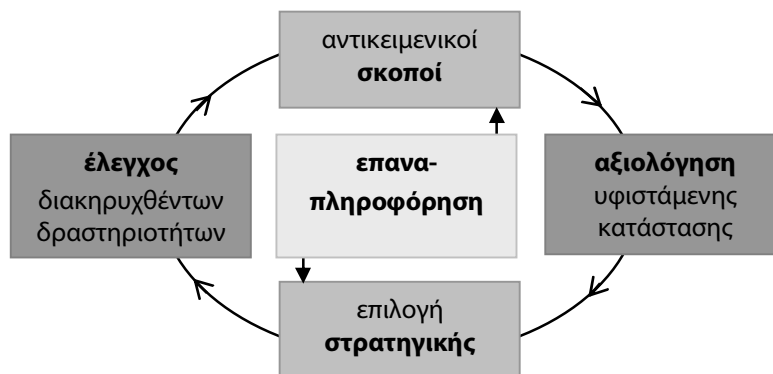 αντικειμενικοί
σκοποί
έλεγχος
διακηρυχθέντων
δραστηριοτήτων
επανα-
πληροφόρηση
αξιολόγηση
υφιστάμενης
κατάστασης
επιλογή
στρατηγικής